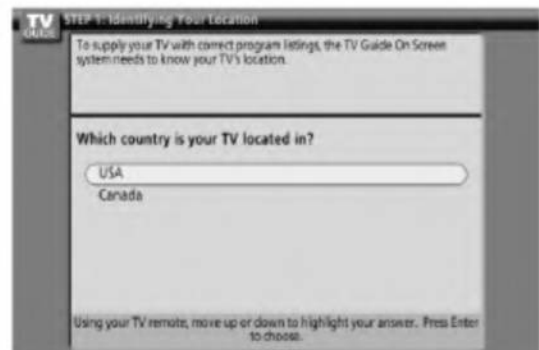 TV
GUIDE
STEP 1: Identifying Your Location
To supply your TV with correct program listings, the TV Guide On Screen
system needs to know your TV's location.
Which country is your TV located in?
USA
Canada
Using your TV remote, move up or down to highlight your answer. Press Enter
to choose.